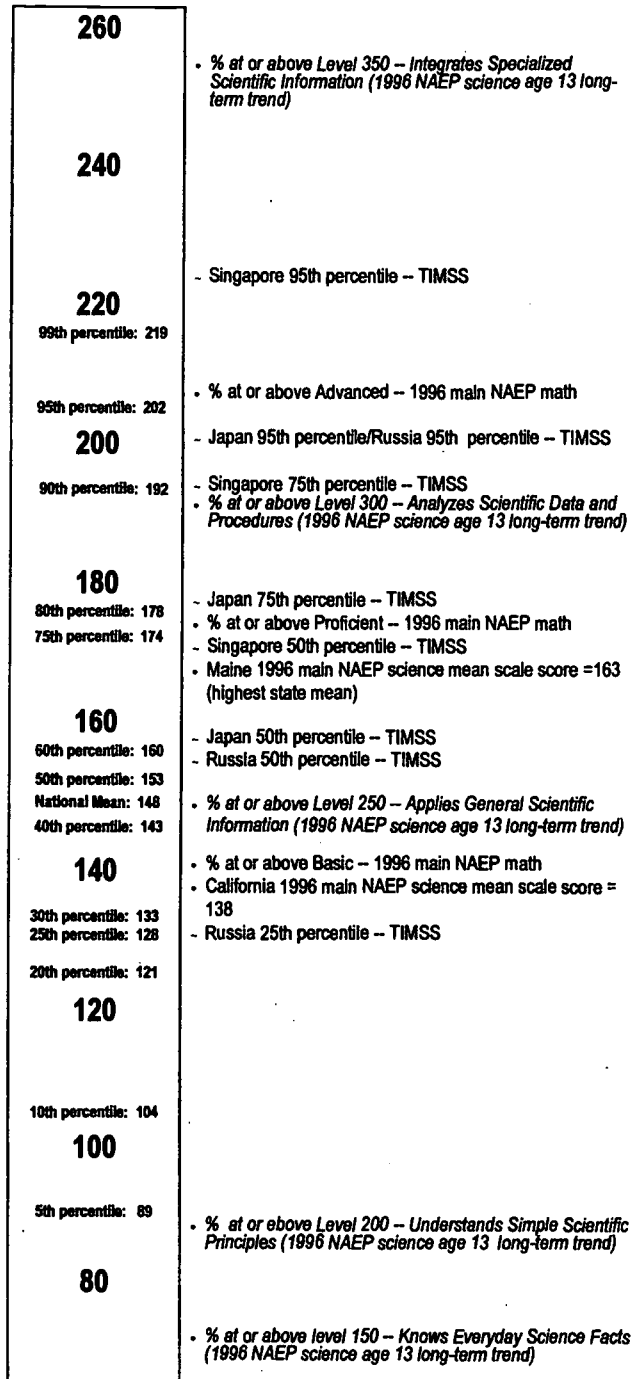 260
• % at or above Level 350 -- Integrates Specialized
Scientific Information (1996 NAEP science age 13 long-
term trend)
240
~ Singapore 95th percentile -- TIMSS
220
99th percentile: 219
• % at or above Advanced -- 1996 main NAEP math
95th percentile: 202
200
~ Japan 95th percentile/Russia 95th percentile -- TIMSS
90th percentile: 192
~ Singapore 75th percentile -- TIMSS
• % at or above Level 300 -- Analyzes Scientific Data and
Procedures (1996 NAEP science age 13 long-term trend)
180
80th percentile: 178
~ Japan 75th percentile -- TIMSS
• % at or above Proficient -- 1996 main NAEP math
75th percentile: 174
~ Singapore 50th percentile -- TIMSS
• Maine 1996 main NAEP science mean scale score =163
(highest state mean)
160
~ Japan 50th percentile -- TIMSS
60th percentile: 160
~ Russia 50th percentile -- TIMSS
50th percentile: 153
National Mean: 148
• % at or above Level 250 -- Applies General Scientific
40th percentile: 143
Information (1996 NAEP science age 13 long-term trend)
140
• % at or above Basic -- 1996 main NAEP math
• California 1996 main NAEP science mean scale score =
138
30th percentile: 133
25th percentile: 128
~ Russia 25th percentile -- TIMSS
20th percentile: 121
120
10th percentile: 104
100
5th percentile: 89
• % at or ebove Level 200 -- Understands Simple Scientific
Principles (1996 NAEP science age 13 long-term trend)
80
• % at or above level 150 -- Knows Everyday Science Facts
(1996 NAEP science age 13 long-term trend)